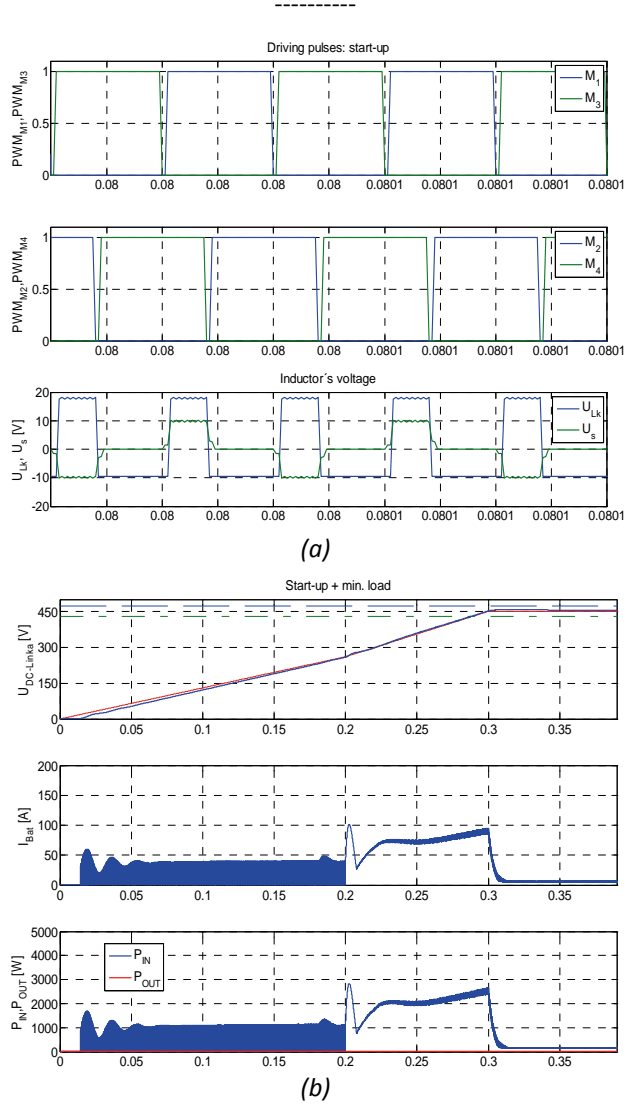 ----------
Driving pulses: start-up
PWM_M1,PWM_M3
1
0.5
0
M_1
M_3
0.08 0.08 0.08 0.0801 0.0801 0.0801
PWM_M2,PWM_M4
1
0.5
0
M_2
M_4
0.08 0.08 0.08 0.0801 0.0801 0.0801
Inductor´s voltage
U_Lk, U_s [V]
20
10
0
-10
-20
U_Lk
U_s
0.08 0.08 0.08 0.0801 0.0801 0.0801
(a)
Start-up + min. load
U_DC-Linka [V]
450
300
150
0
0 0.05 0.1 0.15 0.2 0.25 0.3 0.35
I_Bat [A]
200
150
100
50
0
0 0.05 0.1 0.15 0.2 0.25 0.3 0.35
P_IN,P_OUT [W]
5000
4000
3000
2000
1000
0
P_IN
P_OUT
0 0.05 0.1 0.15 0.2 0.25 0.3 0.35
(b)